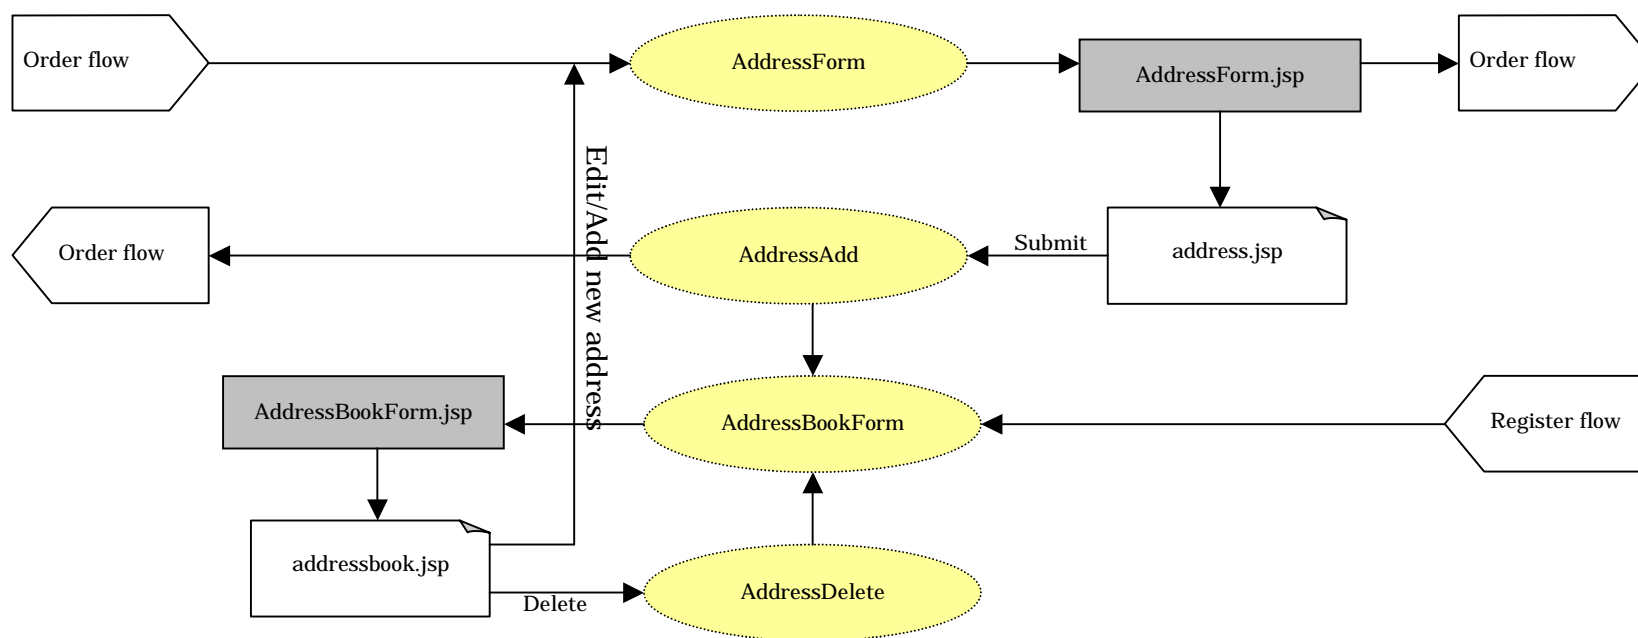 Order flow
AddressForm
AddressForm.jsp
Order flow
Edit/Add new address
Order flow
AddressAdd
Submit
address.jsp
AddressBookForm.jsp
AddressBookForm
Register flow
addressbook.jsp
Delete
AddressDelete